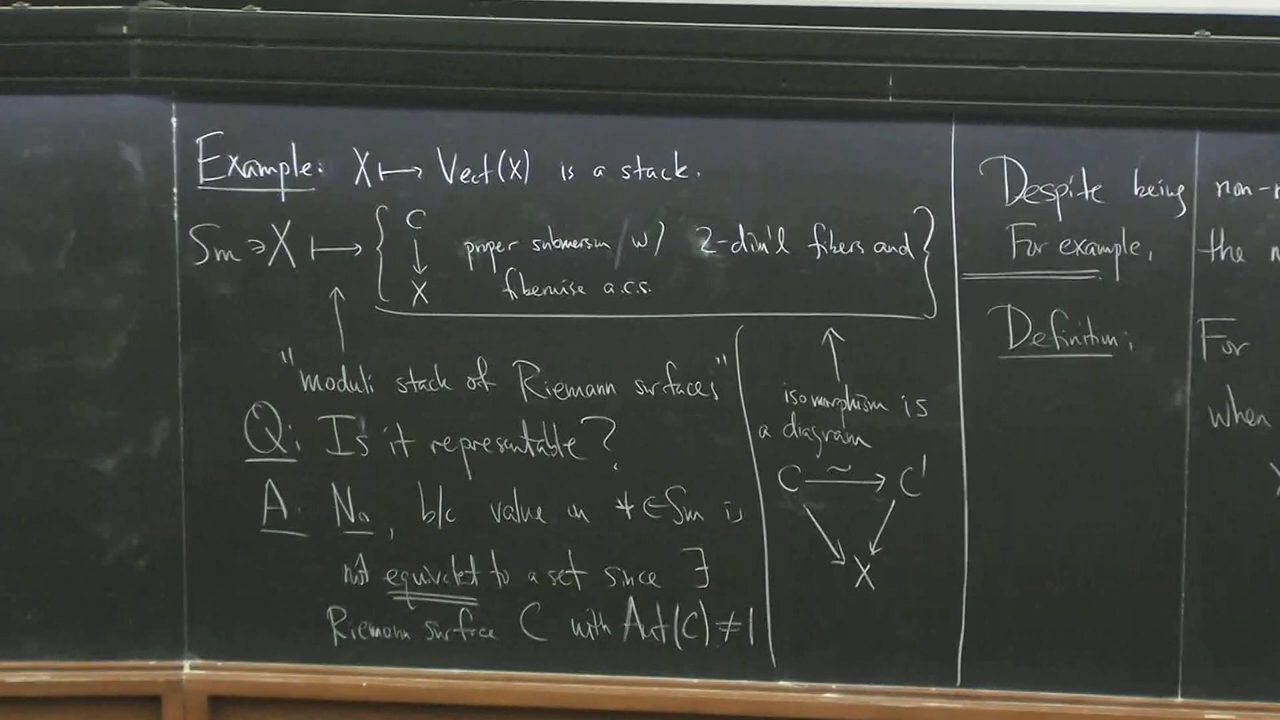 Example: X ↦ Vect(X) is a stack.
Sm ∋ X ↦ { C ↓ X proper submersion w/ 2-dim'l fibers and
fiberwise a.c.s. }
"moduli stack of Riemann surfaces"
Q: Is it representable?
A. No, b/c value on * ∈ Sm is
not equivalent to a set since ∃
Riemann surface C with Aut(C) ≠ 1
isomorphism is
a diagram
C ~→ C'
X
Despite being non-
For example, the
Definition: For
when